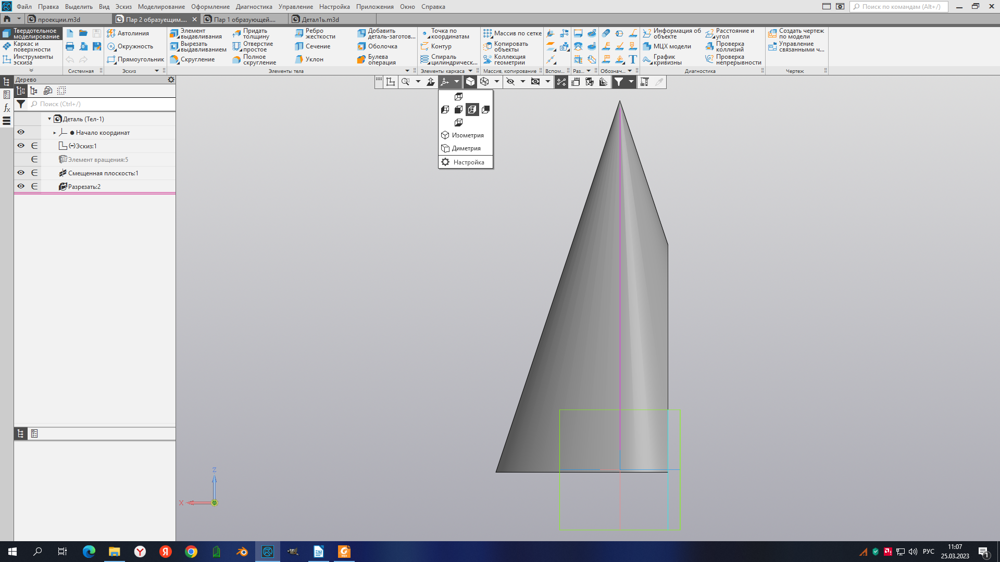 Файл Правка Выделить Вид Эскиз Моделирование Оформление Диагностика Управление Настройка Приложения Окно Справка
Поиск по командам (Alt+/)
проекции.m3d
Пар 2 образуещим....
Пар 1 образующей....
Детал1ь.m3d
Твердотельное моделирование
Каркас и поверхности
Инструменты эскиза
Системная
Автолиния
Окружность
Прямоугольник
Эскиз
Элемент выдавливания
Вырезать выдавливанием
Скругление
Придать толщину
Отверстие простое
Полное скругление
Ребро жесткости
Сечение
Уклон
Добавить деталь-заготов...
Оболочка
Булева операция
Элементы тела
Точка по координатам
Контур
Спираль цилиндрическ...
Элементы каркаса
Массив по сетке
Копировать объекты
Коллекция геометрии
Массив, копирование
Вспом...
Раз...
Обознач...
Информация об объекте
МЦХ модели
График кривизны
Расстояние и угол
Проверка коллизий
Проверка непрерывности
Диагностика
Создать чертеж по модели
Управление связанными ч...
Чертеж
Дерево
Поиск (Ctrl+/)
Деталь (Тел-1)
Начало координат
(-)Эскиз:1
Элемент вращения:5
Смещенная плоскость:1
Разрезать:2
Изометрия
Диметрия
Настройка
Z
X
РУС
11:07
25.03.2023
1